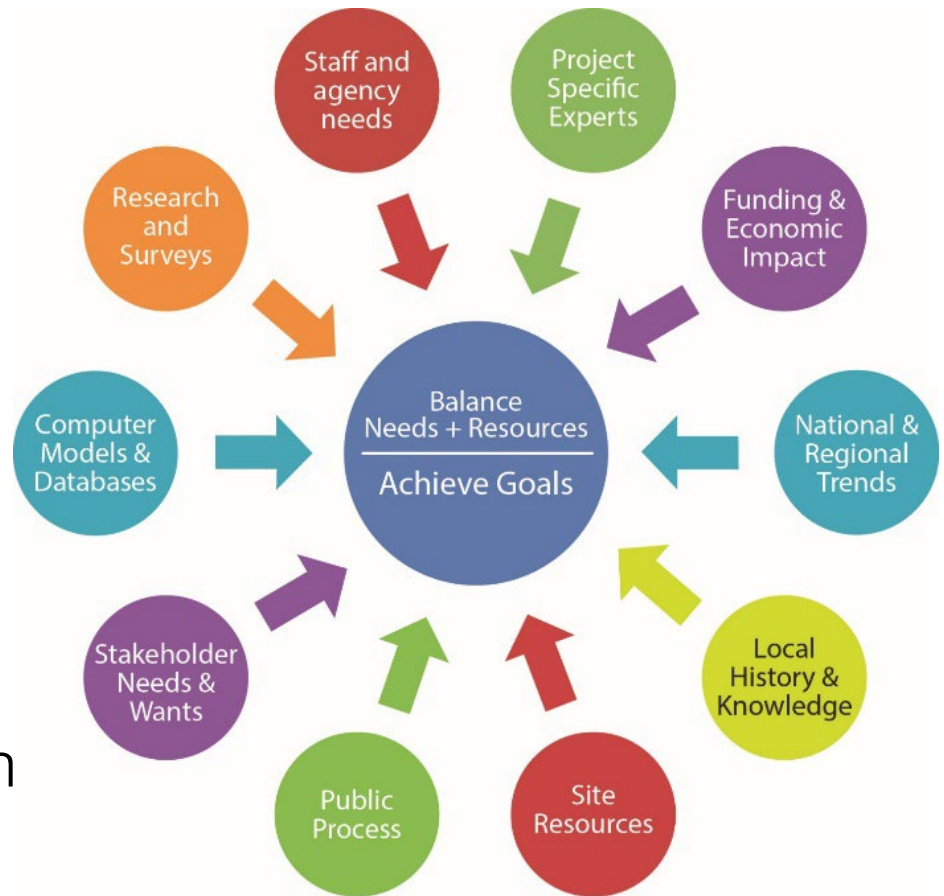 Staff and
agency
needs
Project
Specific
Experts
Research
and
Surveys
Funding &
Economic
Impact
Computer
Models &
Databases
Balance
Needs + Resources
Achieve Goals
National &
Regional
Trends
Stakeholder
Needs &
Wants
Local
History &
Knowledge
n
Public
Process
Site
Resources